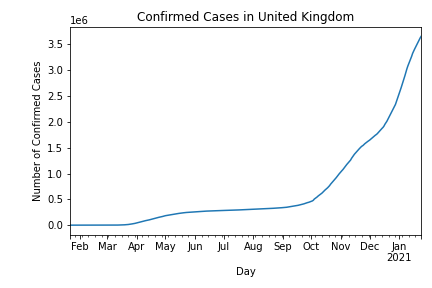 Confirmed Cases in United Kingdom
1e6
3.5
3.0
2.5
2.0
1.5
1.0
0.5
0.0
Number of Confirmed Cases
Feb Mar Apr May Jun Jul Aug Sep Oct Nov Dec Jan
2021
Day